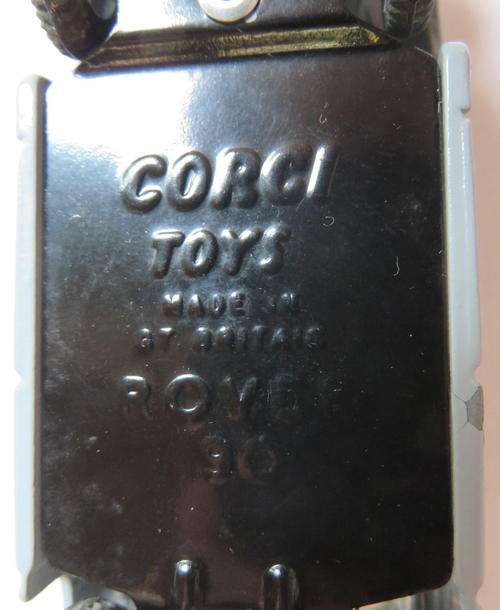 CORGI
TOYS
MADE IN
GT BRITAIN
ROVER
90